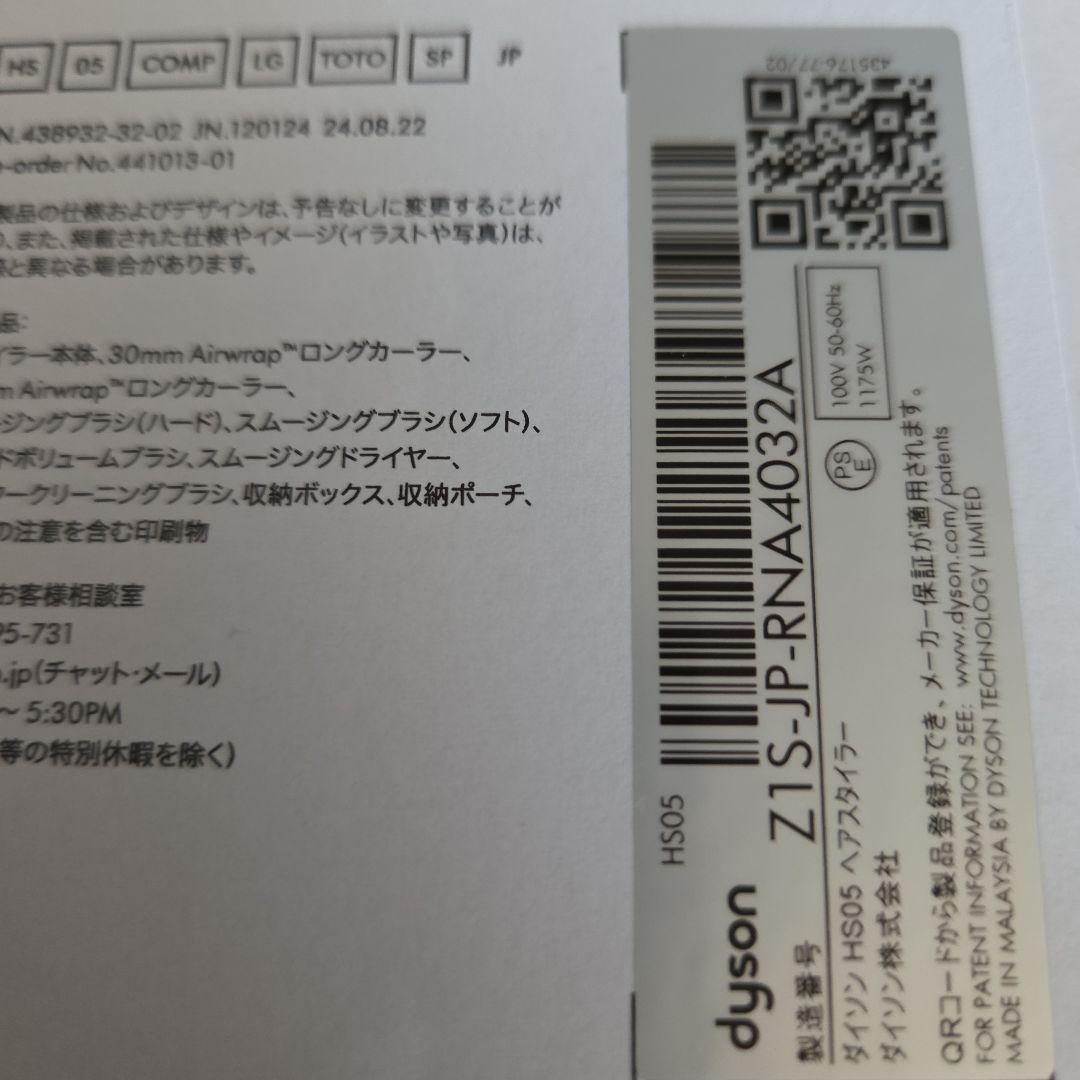 HS 05 COMP LG TOTO SP JP
N.438932-32-02 JN.120124 24.08.22
-order No.441013-01
製品の仕様およびデザインは、予告なしに変更することが
、また、掲載された仕様やイメージ(イラストや写真)は、
と異なる場合があります。
品:
イラー本体、30mm Airwrap™ロングカーラー、
m Airwrap™ロングカーラー、
ージングブラシ(ハード)、スムージングブラシ(ソフト)、
ドボリュームブラシ、スムージングドライヤー、
ークリーニングブラシ、収納ボックス、収納ポーチ、
の注意を含む印刷物
お客様相談室
95-731
.jp(チャット・メール)
～ 5:30PM
等の特別休暇を除く)
435176-77/02
HS05
dyson
製造番号 Z1S-JP-RNA4032A
ダイソン HS05 ヘアスタイラー
ダイソン株式会社
100V 50-60Hz
1175W
PS
E
QRコードから製品登録ができ、メーカー保証が適用されます。
FOR PATENT INFORMATION SEE: www.dyson.com/patents
MADE IN MALAYSIA BY DYSON TECHNOLOGY LIMITED